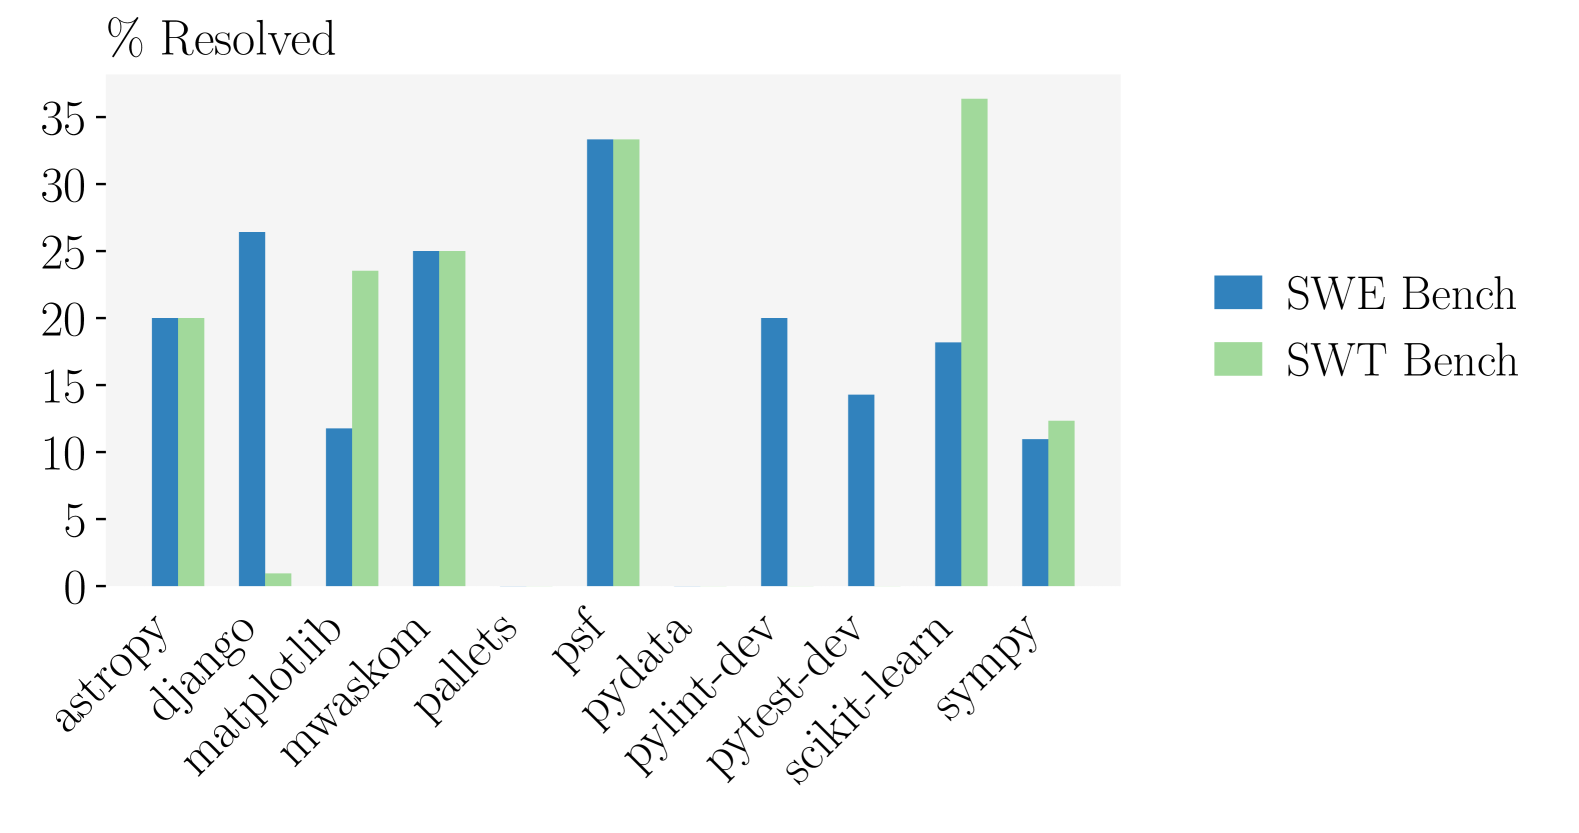 % Resolved
35
30
25
20
15
10
5
0
astropy
django
matplotlib
mwaskom
pallets
psf
pydata
pylint-dev
pytest-dev
scikit-learn
sympy
SWE Bench
SWT Bench